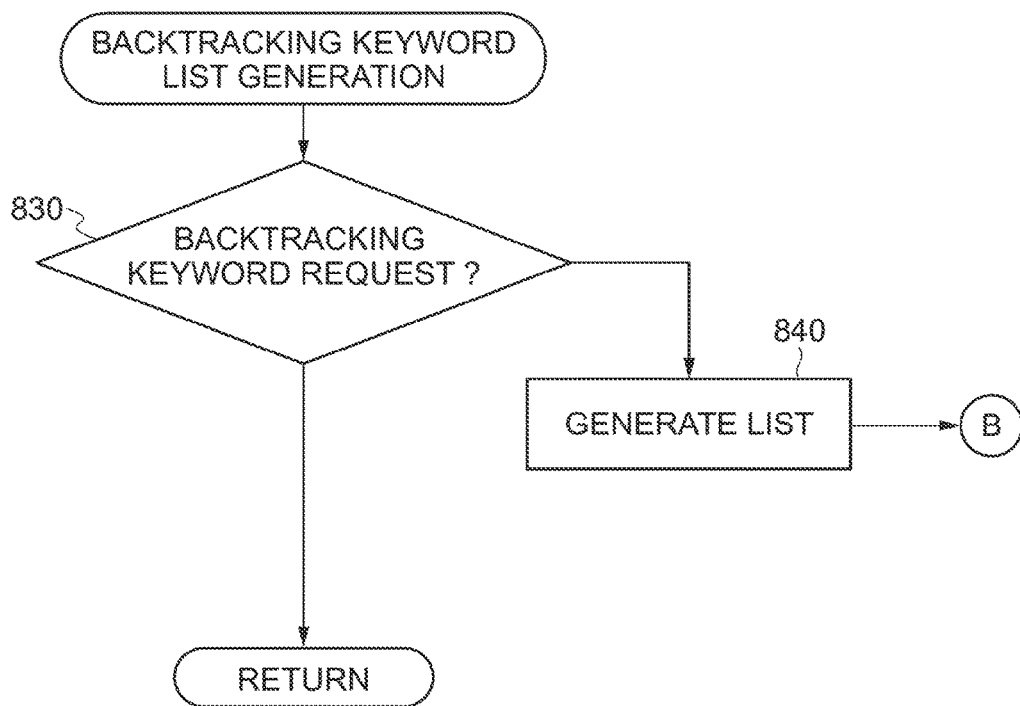 BACKTRACKING KEYWORD
LIST GENERATION
830
BACKTRACKING
KEYWORD REQUEST ?
840
GENERATE LIST
B
RETURN